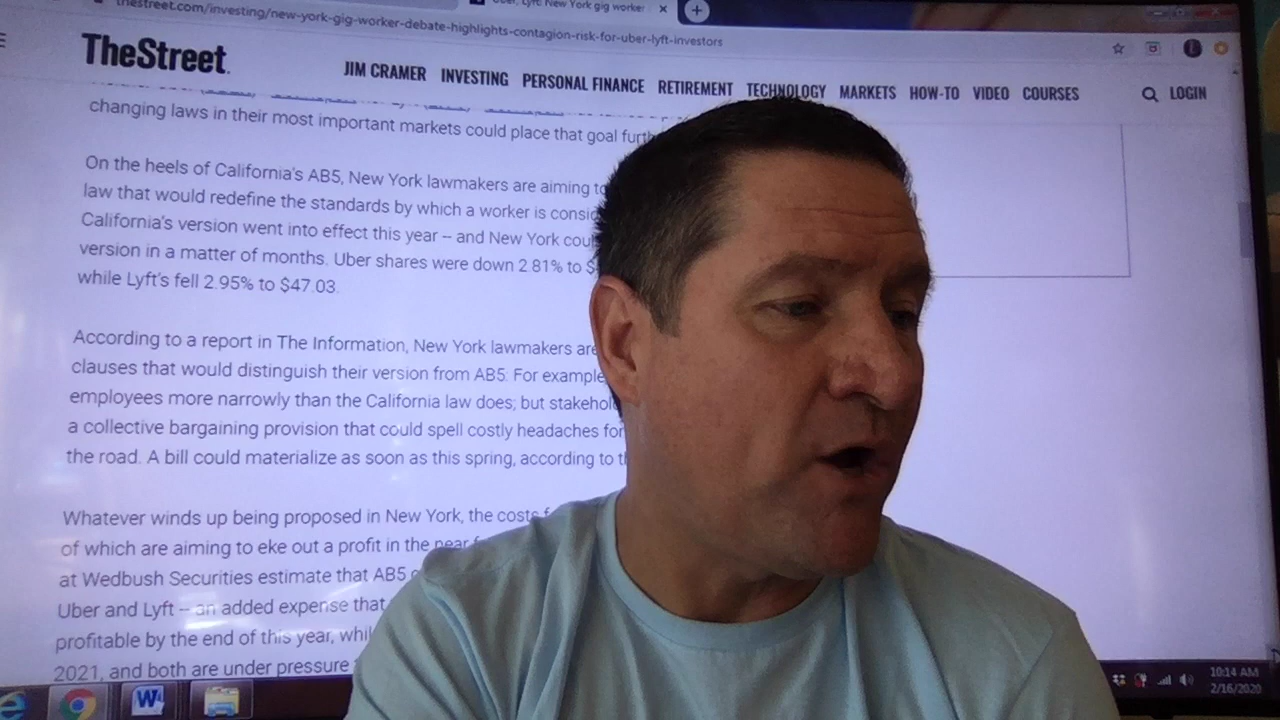 Uber, Lyft New York gig worker
thestreet.com/investing/new-york-gig-worker-debate-highlights-contagion-risk-for-uber-lyft-investors
TheStreet
JIM CRAMER INVESTING PERSONAL FINANCE RETIREMENT TECHNOLOGY MARKETS HOW-TO VIDEO COURSES LOGIN
changing laws in their most important markets could place that goal
On the heels of California's AB5, New York lawmakers are aiming to
law that would redefine the standards by which a worker is
California's version went into effect this year -- and New York
version in a matter of months. Uber shares were down 2.81% to $
while Lyft's fell 2.95% to $47.03.
According to a report in The Information, New York lawmakers are
clauses that would distinguish their version from AB5. For example
employees more narrowly than the California law does; but
a collective bargaining provision that could spell costly headaches for
the road. A bill could materialize as soon as this spring, according to
Whatever winds up being proposed in New York, the costs
of which are aiming to eke out a profit in the near
at Wedbush Securities estimate that AB5
Uber and Lyft -- an added expense that
profitable by the end of this year,
2021, and both are under pressure
W
10:14 AM
2/16/2020